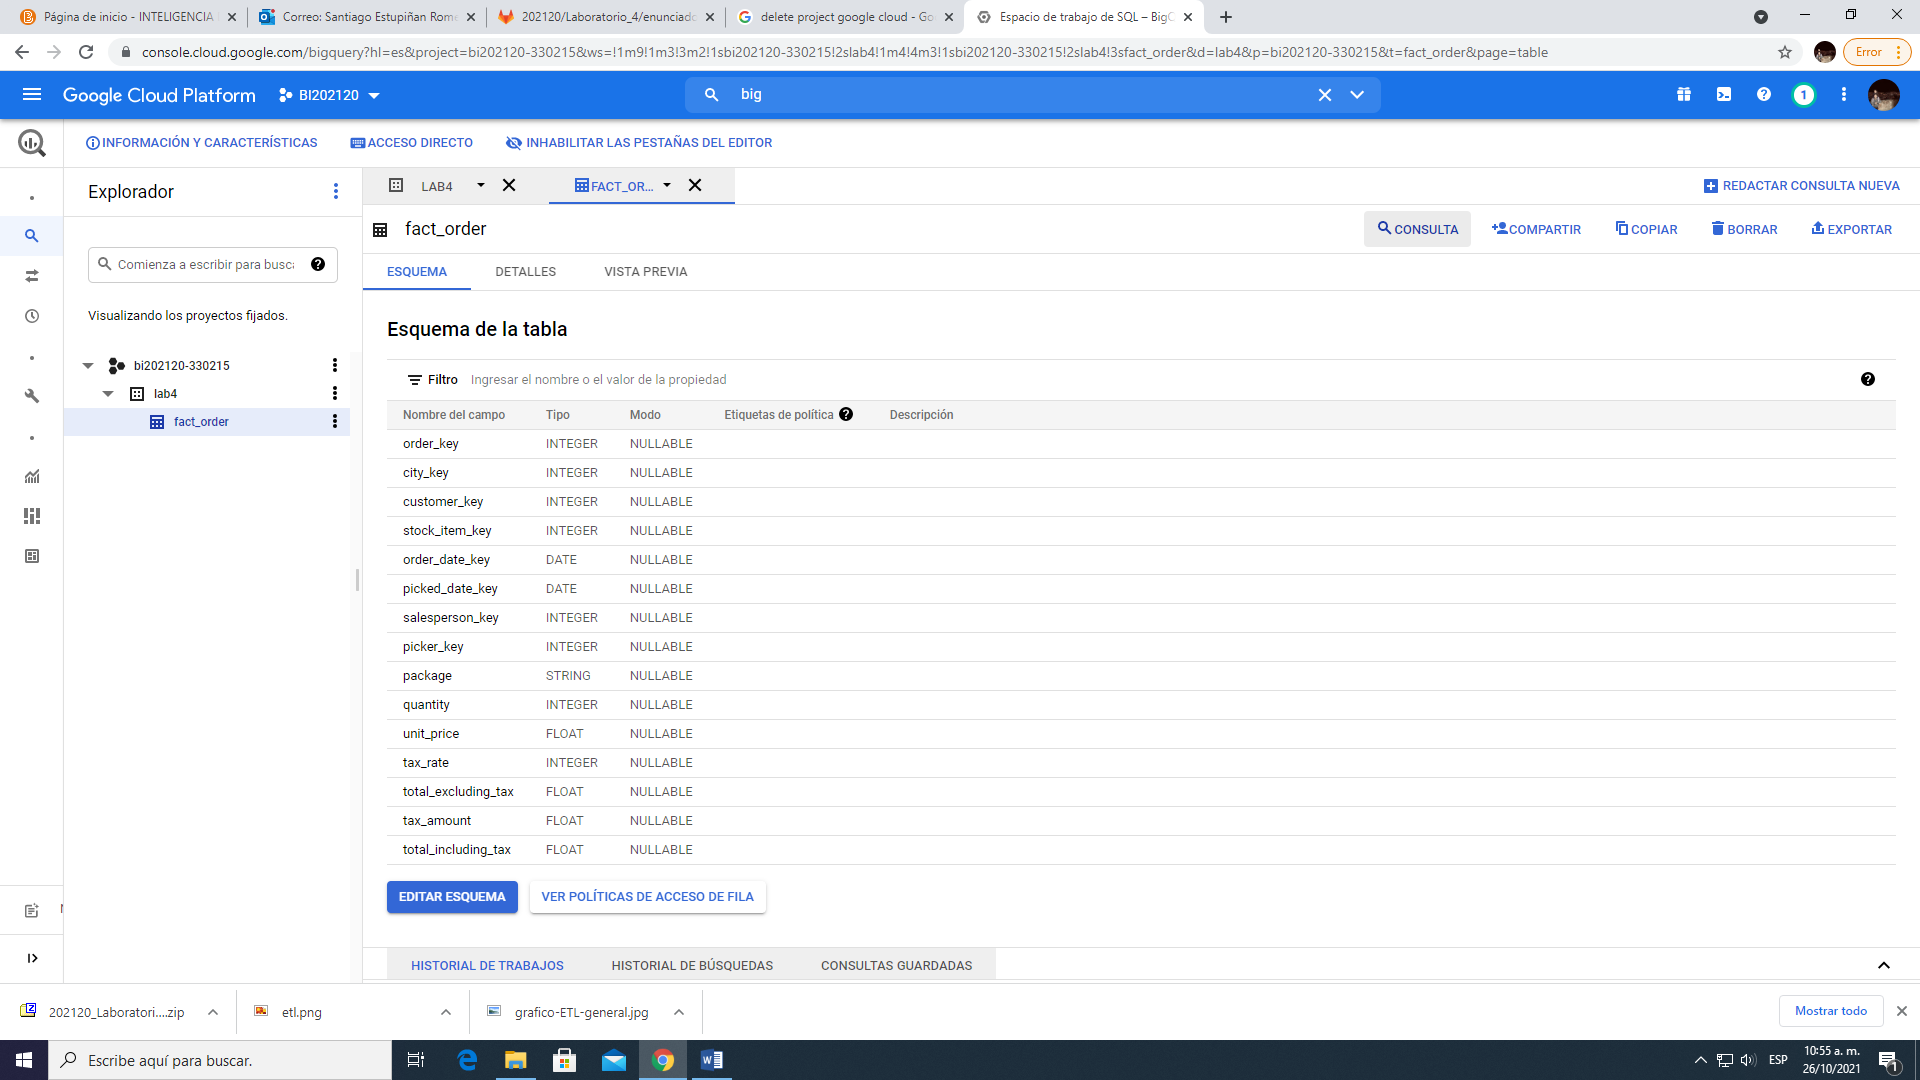 Página de inicio - INTELIGENCIA
Correo: Santiago Estupiñan Rome
202120/Laboratorio_4/enunciado
delete project google cloud - Go
Espacio de trabajo de SQL – BigC
console.cloud.google.com/bigquery?hl=es&project=bi202120-330215&ws=!1m9!1m3!3m2!1sbi202120-330215!2slab4!1m4!4m3!1sbi202120-330215!2slab4!3sfact_order&d=lab4&p=bi202120-330215&t=fact_order&page=table
Error
Google Cloud Platform
BI202120
big
1
INFORMACIÓN Y CARACTERÍSTICAS
ACCESO DIRECTO
INHABILITAR LAS PESTAÑAS DEL EDITOR
Explorador
LAB4
FACT_OR...
REDACTAR CONSULTA NUEVA
fact_order
CONSULTA
COMPARTIR
COPIAR
BORRAR
EXPORTAR
Comienza a escribir para busca
ESQUEMA
DETALLES
VISTA PREVIA
Visualizando los proyectos fijados.
bi202120-330215
lab4
fact_order
Esquema de la tabla
Filtro Ingresar el nombre o el valor de la propiedad
Nombre del campo Tipo Modo Etiquetas de política Descripción
order_key INTEGER NULLABLE
city_key INTEGER NULLABLE
customer_key INTEGER NULLABLE
stock_item_key INTEGER NULLABLE
order_date_key DATE NULLABLE
picked_date_key DATE NULLABLE
salesperson_key INTEGER NULLABLE
picker_key INTEGER NULLABLE
package STRING NULLABLE
quantity INTEGER NULLABLE
unit_price FLOAT NULLABLE
tax_rate INTEGER NULLABLE
total_excluding_tax FLOAT NULLABLE
tax_amount FLOAT NULLABLE
total_including_tax FLOAT NULLABLE
EDITAR ESQUEMA
VER POLÍTICAS DE ACCESO DE FILA
HISTORIAL DE TRABAJOS
HISTORIAL DE BÚSQUEDAS
CONSULTAS GUARDADAS
202120_Laboratori....zip
etl.png
grafico-ETL-general.jpg
Mostrar todo
Escribe aquí para buscar.
ESP
10:55 a. m.
26/10/2021
1